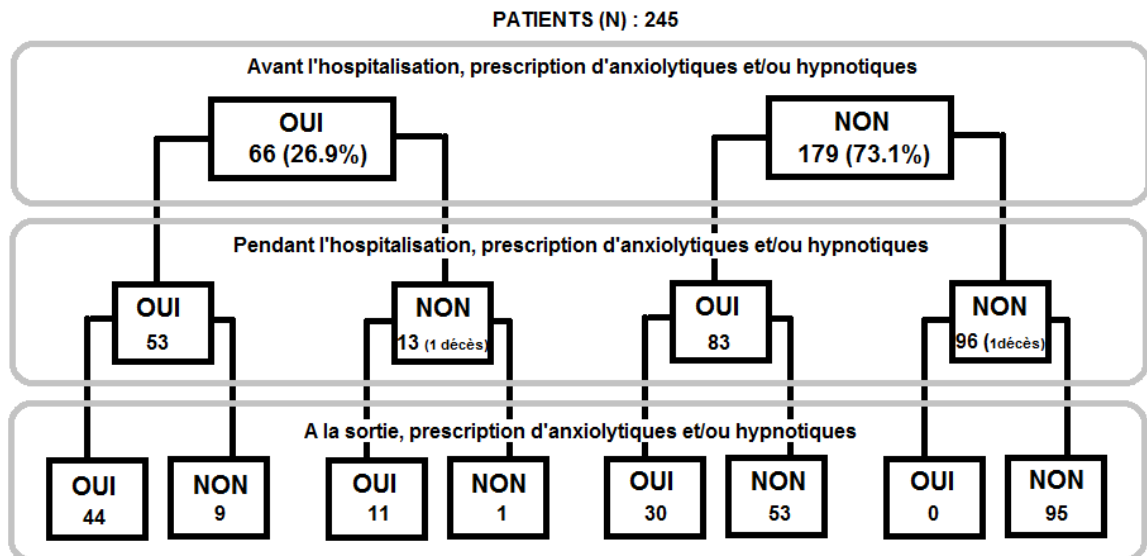 PATIENTS (N) : 245
Avant l'hospitalisation, prescription d'anxiolytiques et/ou hypnotiques
OUI
66 (26.9%)
NON
179 (73.1%)
Pendant l'hospitalisation, prescription d'anxiolytiques et/ou hypnotiques
OUI
53
NON
13 (1 décès)
OUI
83
NON
96 (1décès)
A la sortie, prescription d'anxiolytiques et/ou hypnotiques
OUI
44
NON
9
OUI
11
NON
1
OUI
30
NON
53
OUI
0
NON
95